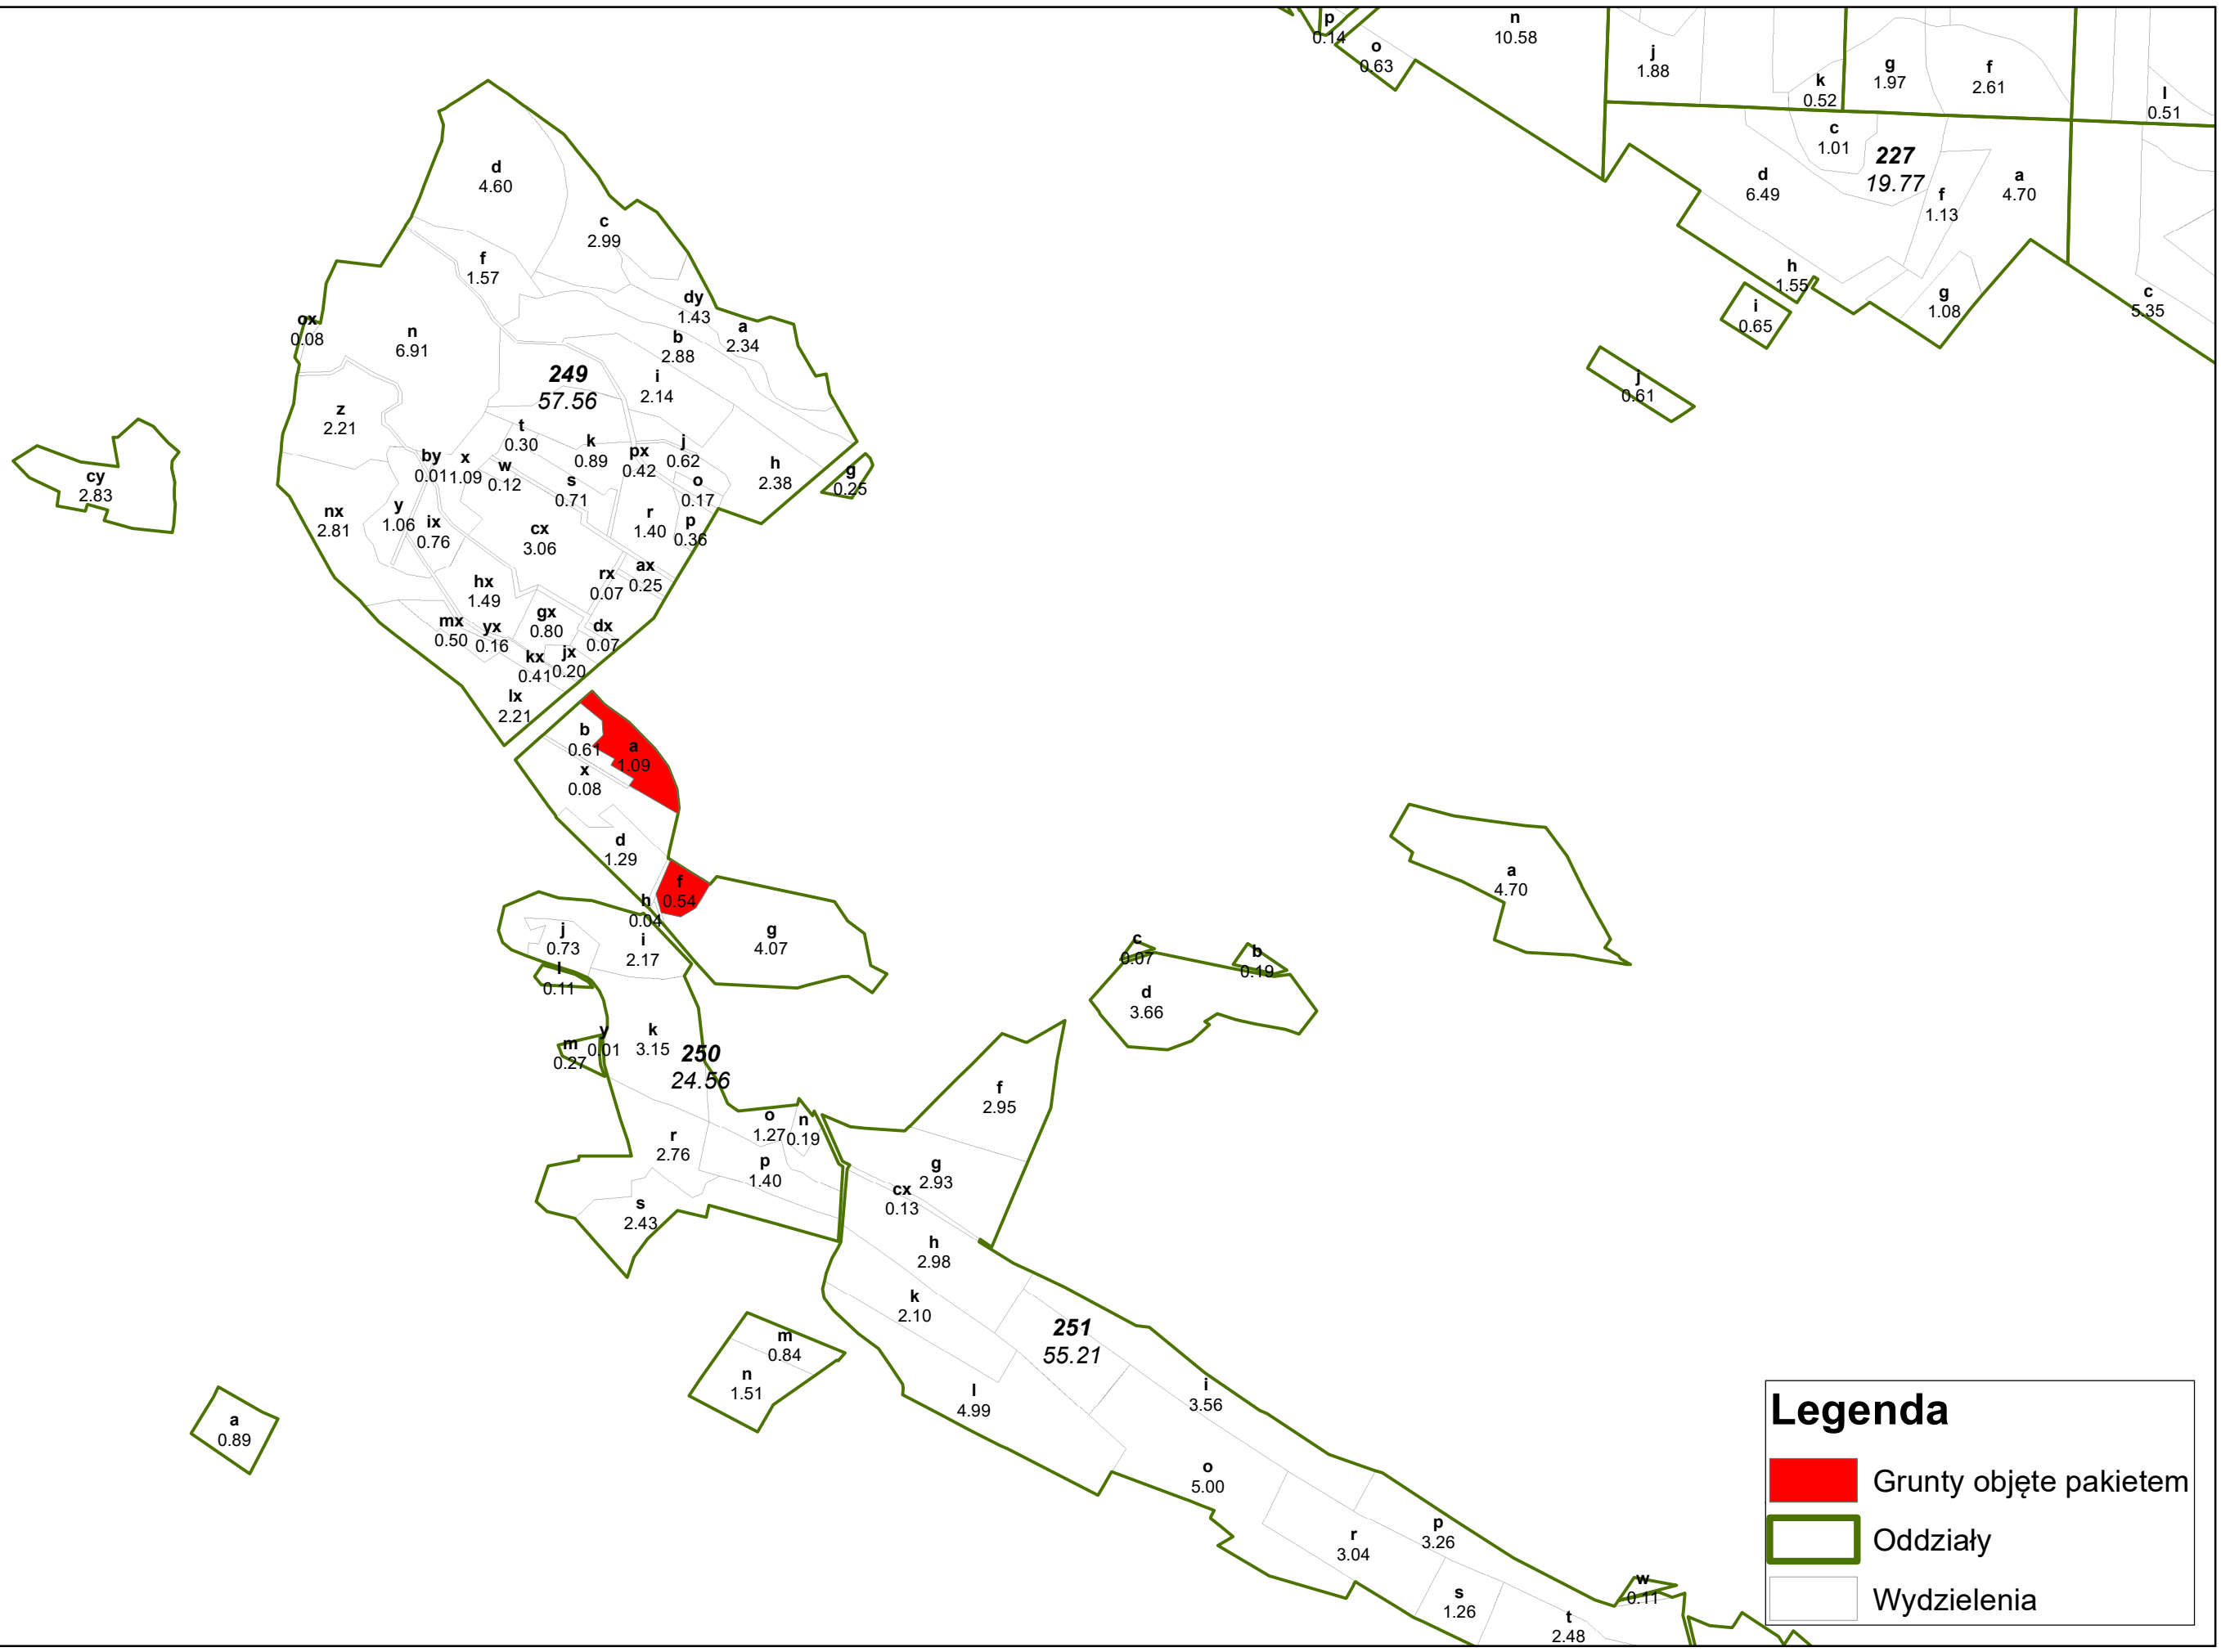 p
0.14
o
0.63
n
10.58
j
1.88
k
0.52
g
1.97
f
2.61
l
0.51
c
1.01
227
19.77
d
6.49
f
1.13
a
4.70
h
1.55
i
0.65
g
1.08
c
5.35
j
0.61
d
4.60
c
2.99
f
1.57
dy
1.43
a
2.34
b
2.88
ox
0.08
n
6.91
249
57.56
i
2.14
z
2.21
t
0.30
k
0.89
px
0.42
j
0.62
h
2.38
g
0.25
cy
2.83
by
0.01
x
1.09
w
0.12
s
0.71
o
0.17
nx
2.81
y
1.06
ix
0.76
cx
3.06
r
1.40
p
0.36
hx
1.49
rx
0.07
ax
0.25
mx
0.50
yx
0.16
gx
0.80
dx
0.07
kx
0.41
jx
0.20
lx
2.21
b
0.61
a
1.09
x
0.08
d
1.29
f
0.54
h
0.04
g
4.07
j
0.73
i
2.17
l
0.11
m
0.27
y
0.01
k
3.15
250
24.56
o
1.27
n
0.19
r
2.76
p
1.40
s
2.43
a
4.70
c
0.07
b
0.19
d
3.66
f
2.95
g
2.93
cx
0.13
h
2.98
k
2.10
251
55.21
m
0.84
n
1.51
l
4.99
i
3.56
a
0.89
o
5.00
r
3.04
p
3.26
s
1.26
t
2.48
w
0.11
Legenda
Grunty objęte pakietem
Oddziały
Wydzielenia